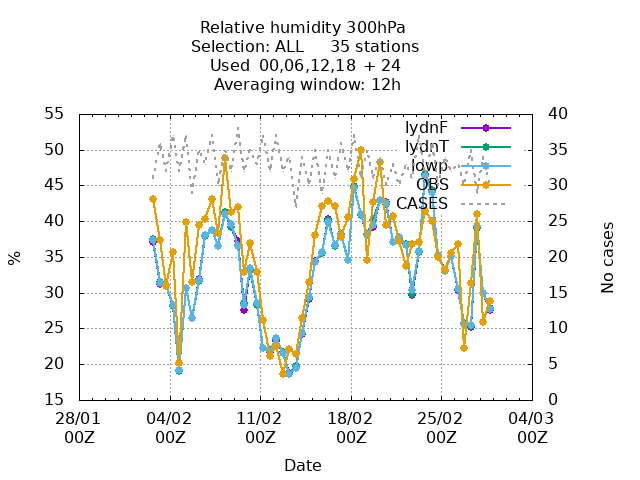 Relative humidity 300hPa
Selection: ALL 35 stations
Used 00,06,12,18 + 24
Averaging window: 12h
55 40
50 35
45 30
40 25
35 20
30 15
25 10
20 5
15 0
lydnF
lydnT
lowp
OBS
CASES
%
No cases
28/01 04/02 11/02 18/02 25/02 04/03
00Z 00Z 00Z 00Z 00Z 00Z
Date